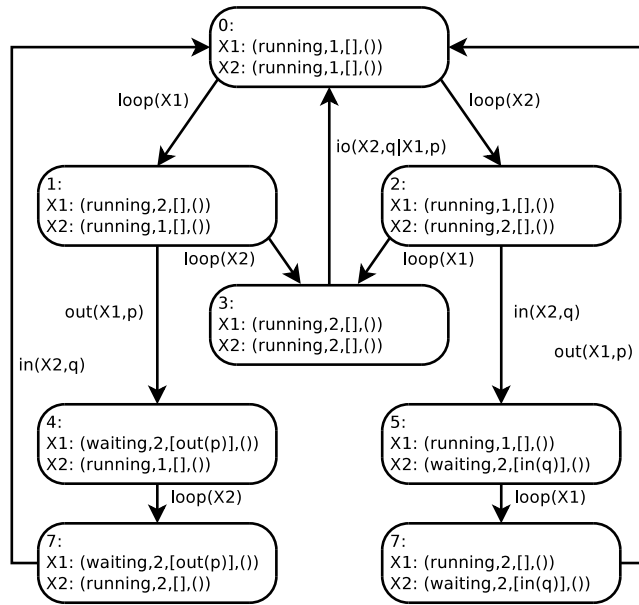 0:
X1: (running,1,[],())
X2: (running,1,[],())
loop(X1)
loop(X2)
io(X2,q|X1,p)
1:
X1: (running,2,[],())
X2: (running,1,[],())
2:
X1: (running,1,[],())
X2: (running,2,[],())
loop(X2)
loop(X1)
3:
X1: (running,2,[],())
X2: (running,2,[],())
out(X1,p)
in(X2,q)
in(X2,q)
out(X1,p)
4:
X1: (waiting,2,[out(p)],())
X2: (running,1,[],())
5:
X1: (running,1,[],())
X2: (waiting,2,[in(q)],())
loop(X2)
loop(X1)
7:
X1: (waiting,2,[out(p)],())
X2: (running,2,[],())
7:
X1: (running,2,[],())
X2: (waiting,2,[in(q)],())